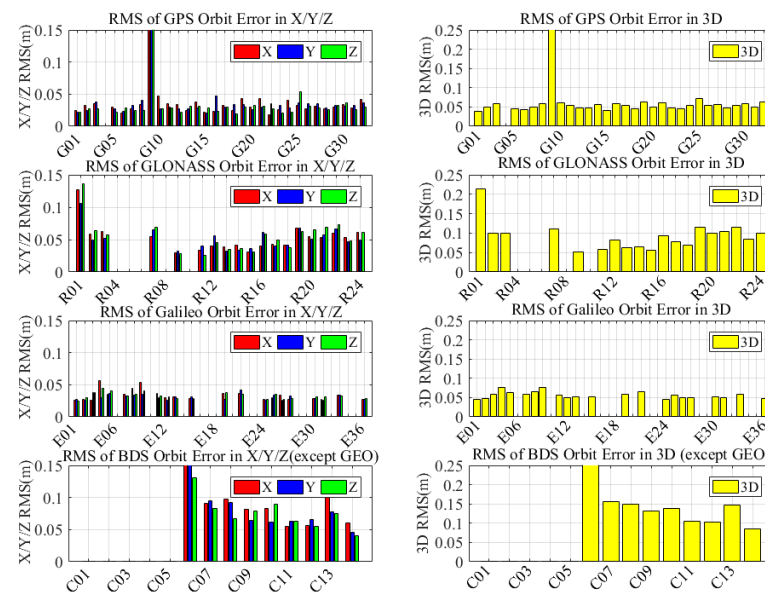 RMS of GPS Orbit Error in X/Y/Z
X/Y/Z RMS(m)
0.15
0.1
0.05
0
X Y Z
G01 G05 G10 G15 G20 G25 G30
RMS of GPS Orbit Error in 3D
3D RMS(m)
0.25
0.2
0.15
0.1
0.05
0
3D
G01 G05 G10 G15 G20 G25 G30
RMS of GLONASS Orbit Error in X/Y/Z
X/Y/Z RMS(m)
0.15
0.1
0.05
0
X Y Z
R01 R04 R08 R12 R16 R20 R24
RMS of GLONASS Orbit Error in 3D
3D RMS(m)
0.25
0.2
0.15
0.1
0.05
0
3D
R01 R04 R08 R12 R16 R20 R24
RMS of Galileo Orbit Error in X/Y/Z
X/Y/Z RMS(m)
0.15
0.1
0.05
0
X Y Z
E01 E06 E12 E18 E24 E30 E36
RMS of Galileo Orbit Error in 3D
3D RMS(m)
0.25
0.2
0.15
0.1
0.05
0
3D
E01 E06 E12 E18 E24 E30 E36
RMS of BDS Orbit Error in X/Y/Z(except GEO)
X/Y/Z RMS(m)
0.15
0.1
0.05
0
X Y Z
C01 C03 C05 C07 C09 C11 C13
RMS of BDS Orbit Error in 3D (except GEO
3D RMS(m)
0.25
0.2
0.15
0.1
0.05
0
3D
C01 C03 C05 C07 C09 C11 C13